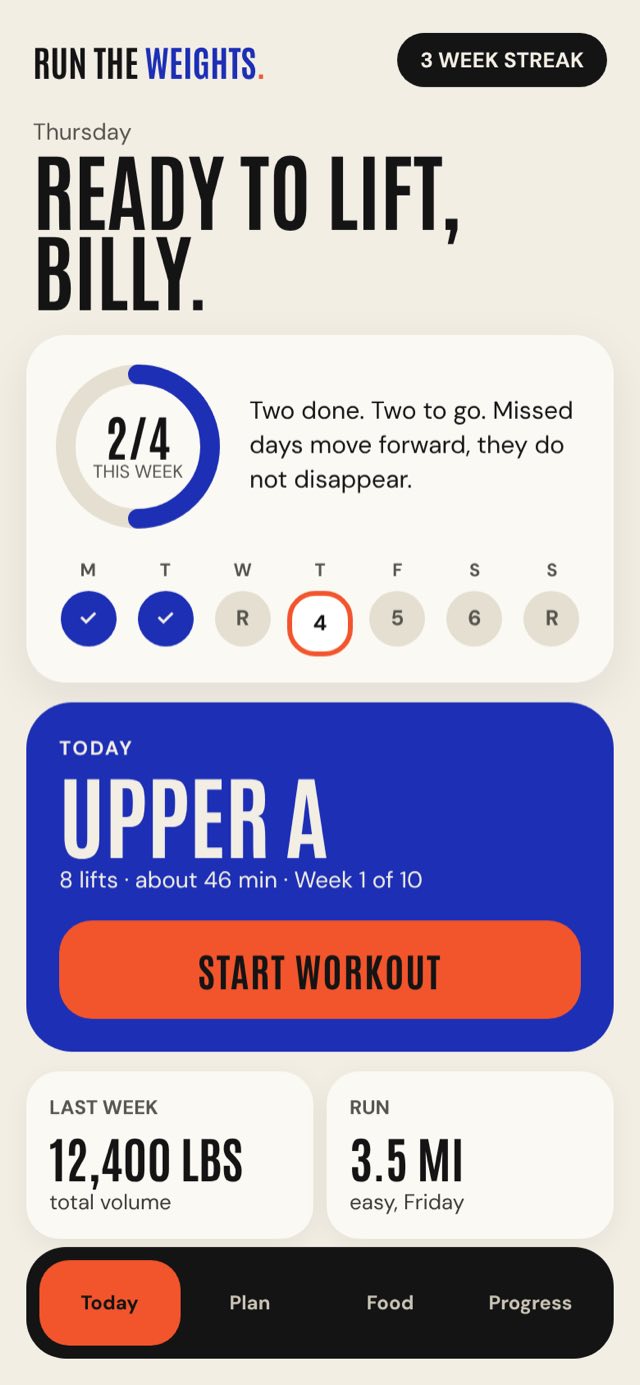 RUN THE WEIGHTS.
3 WEEK STREAK
Thursday
READY TO LIFT,
BILLY.
2/4
THIS WEEK
Two done. Two to go. Missed
days move forward, they do
not disappear.
M T W T F S S
R 4 5 6 R
TODAY
UPPER A
8 lifts · about 46 min · Week 1 of 10
START WORKOUT
LAST WEEK
12,400 LBS
total volume
RUN
3.5 MI
easy, Friday
Today Plan Food Progress